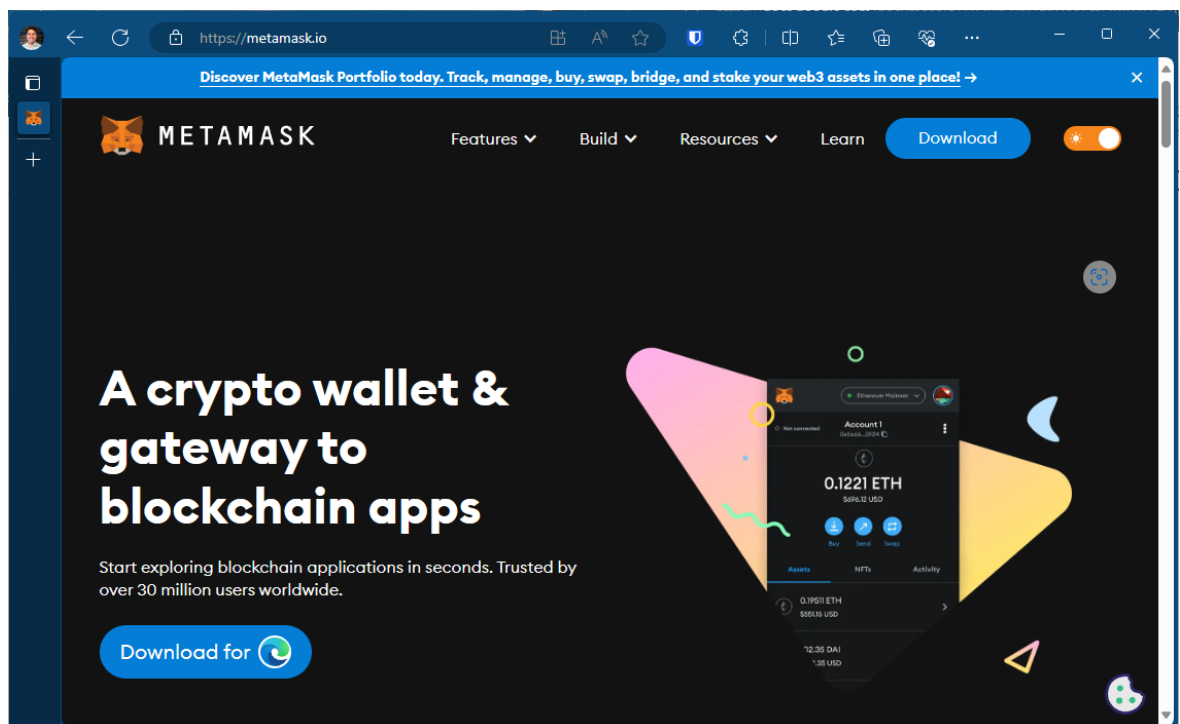 https://metamask.io
Discover MetaMask Portfolio today. Track, manage, buy, swap, bridge, and stake your web3 assets in one place! →
METAMASK
Features
Build
Resources
Learn
Download
A crypto wallet &
gateway to
blockchain apps
Start exploring blockchain applications in seconds. Trusted by
over 30 million users worldwide.
Download for
Ethereum Mainnet
Not connected
Account 1
0.1221 ETH
$696.12 USD
Buy
Send
Swap
Assets
NFTs
Activity
0.19511 ETH
$351.15 USD
DAI
USD